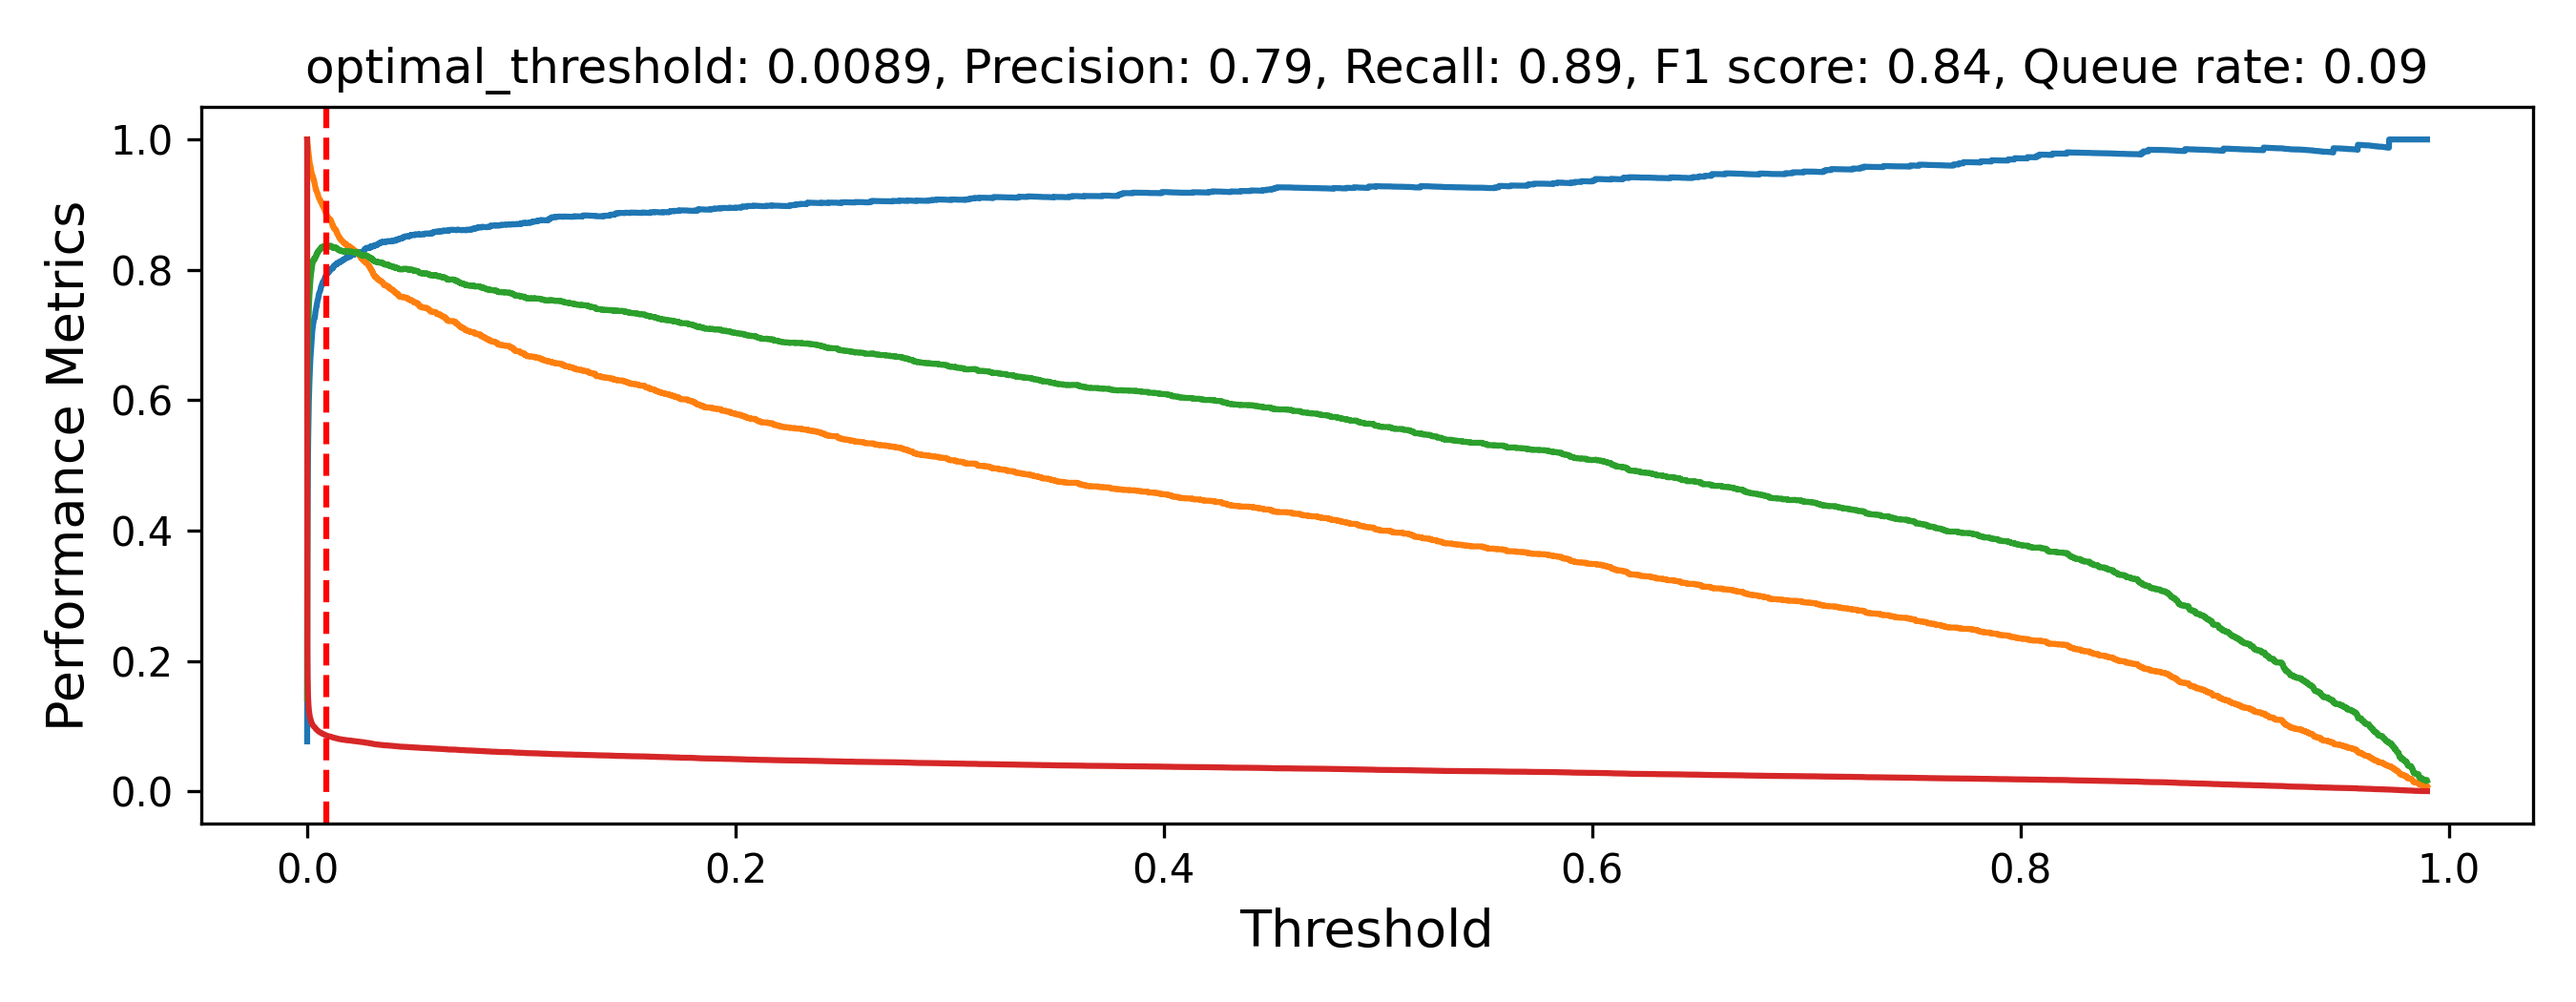 optimal_threshold: 0.0089, Precision: 0.79, Recall: 0.89, F1 score: 0.84, Queue rate: 0.09
Performance Metrics
1.0
0.8
0.6
0.4
0.2
0.0
0.0 0.2 0.4 0.6 0.8 1.0
Threshold